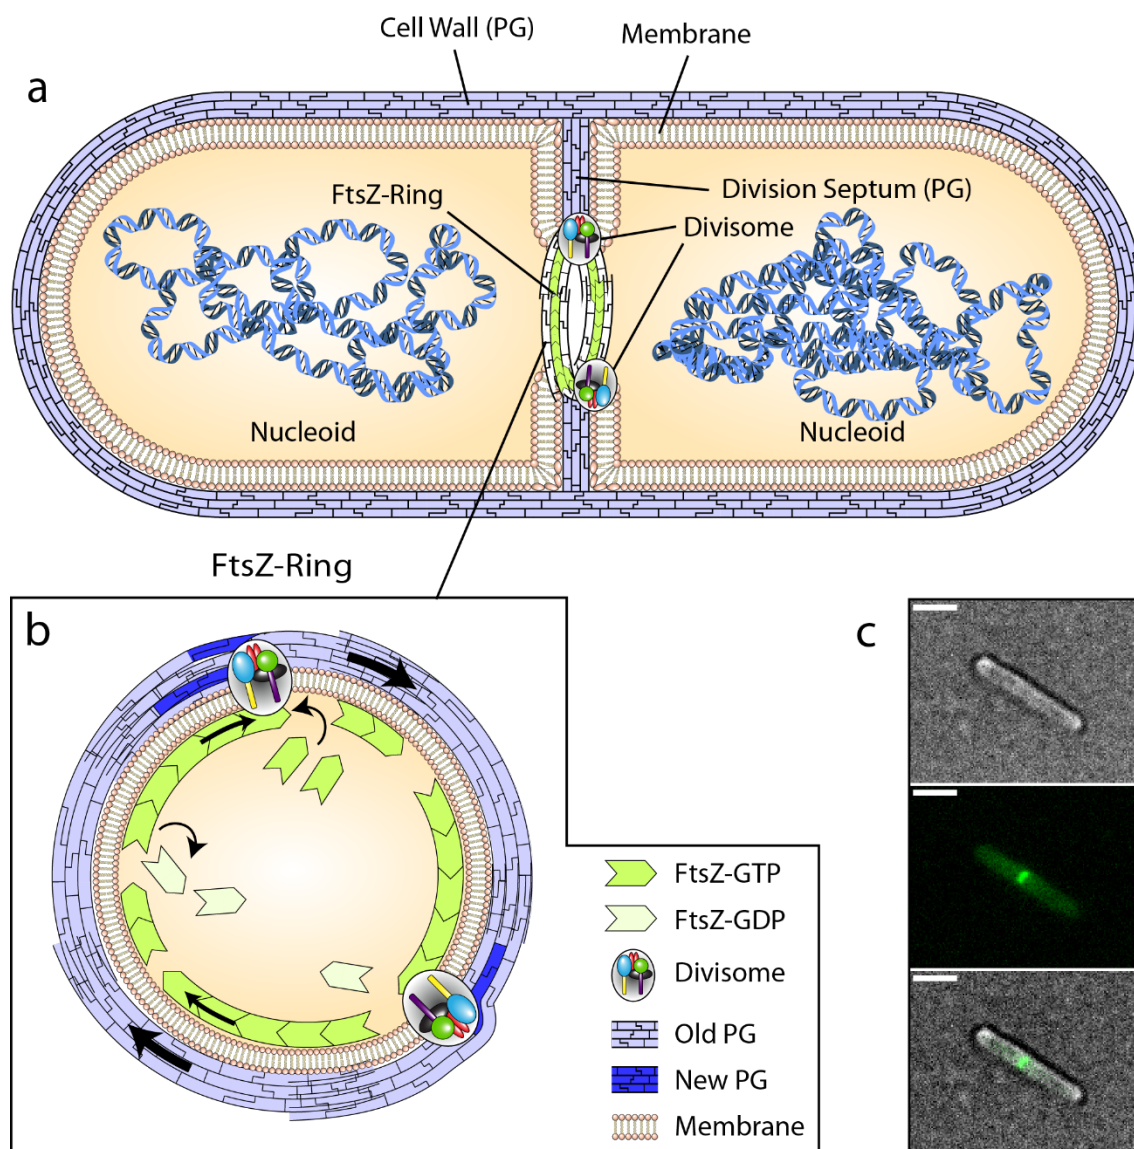 Cell Wall (PG)
Membrane
a
FtsZ-Ring
Division Septum (PG)
Divisome
Nucleoid
Nucleoid
FtsZ-Ring
b
c
FtsZ-GTP
FtsZ-GDP
Divisome
Old PG
New PG
Membrane